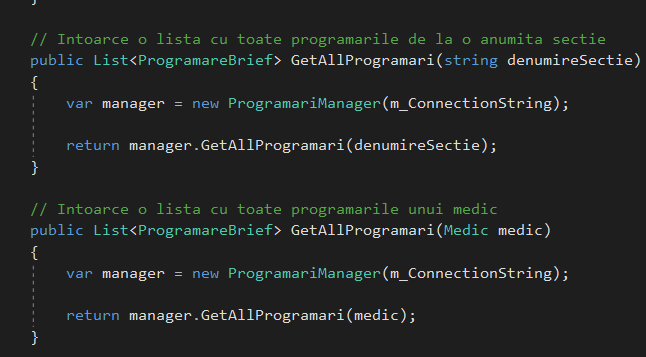 }
// Intoarce o lista cu toate programarile de la o anumita sectie
public List<ProgramareBrief> GetAllProgramari(string denumireSectie)
{
var manager = new ProgramariManager(m_ConnectionString);
return manager.GetAllProgramari(denumireSectie);
}
// Intoarce o lista cu toate programarile unui medic
public List<ProgramareBrief> GetAllProgramari(Medic medic)
{
var manager = new ProgramariManager(m_ConnectionString);
return manager.GetAllProgramari(medic);
}